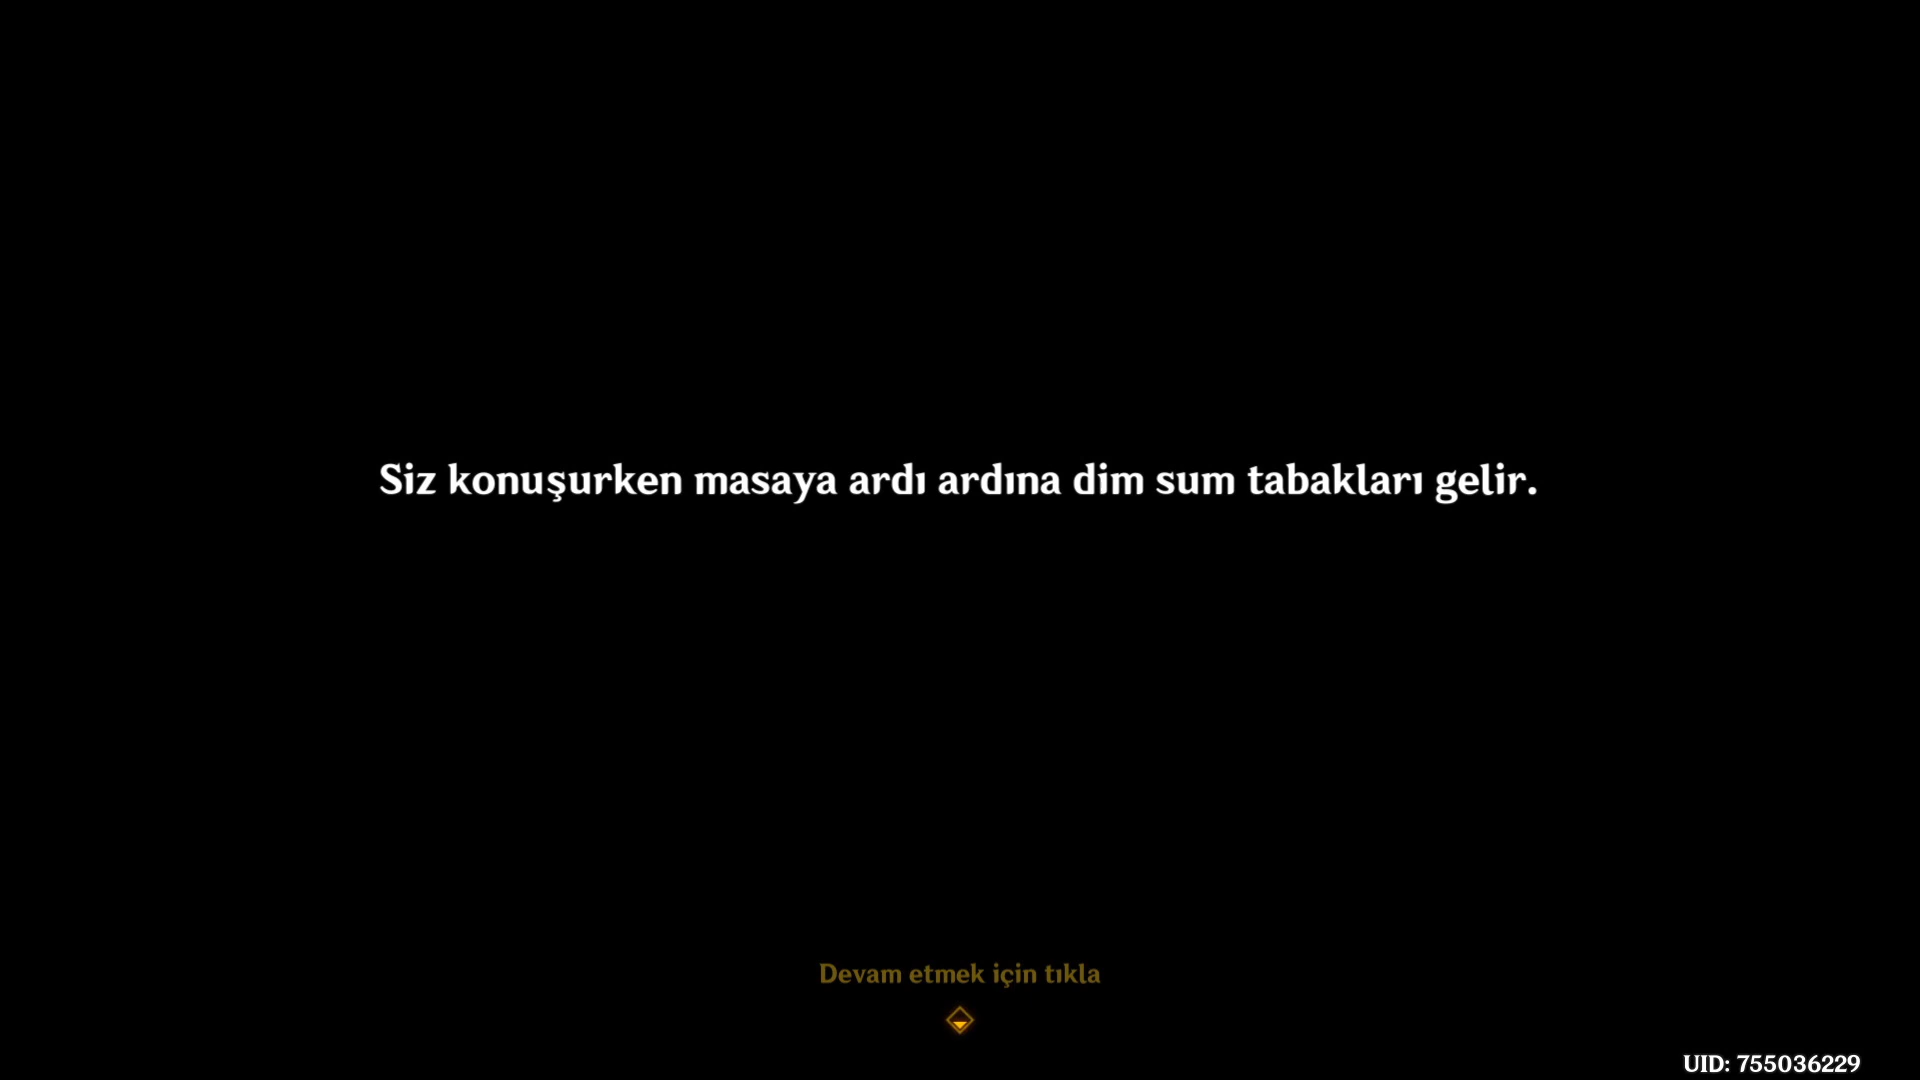 Siz konuşurken masaya ardı ardına dim sum tabakları gelir.
Devam etmek için tıkla
UID: 755036229